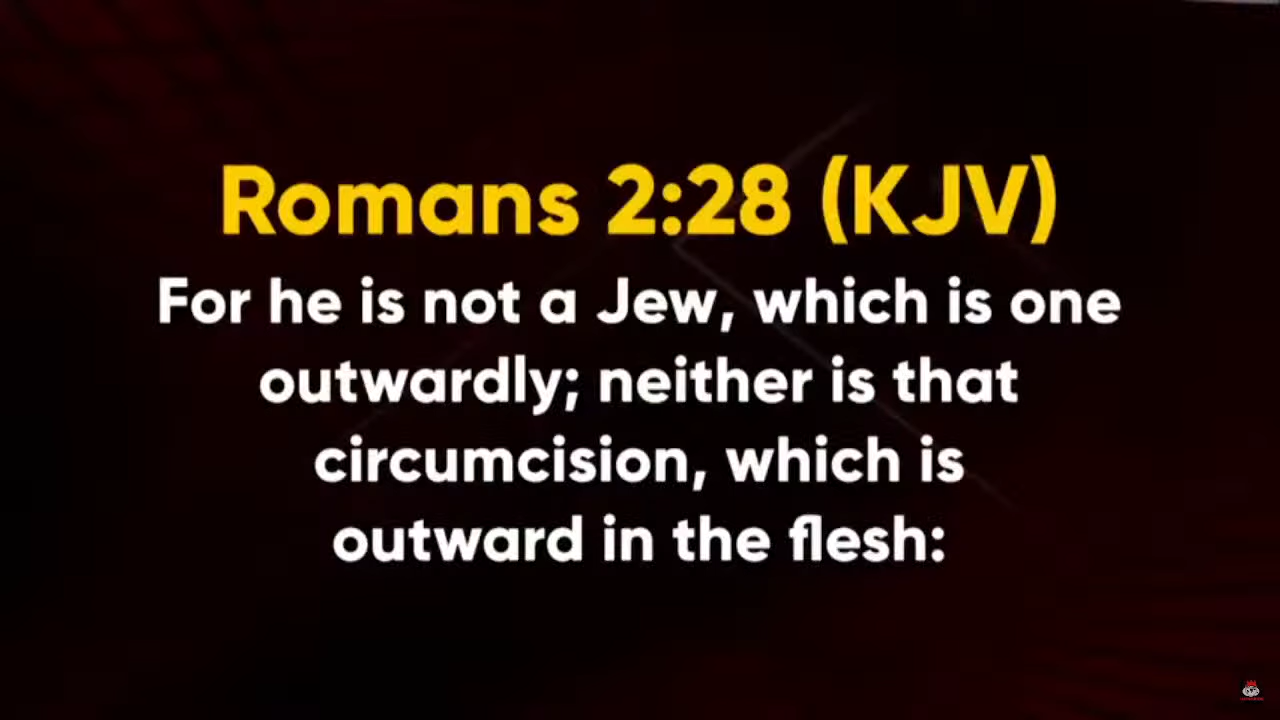 Romans 2:28 (KJV)
For he is not a Jew, which is one
outwardly; neither is that
circumcision, which is
outward in the flesh: